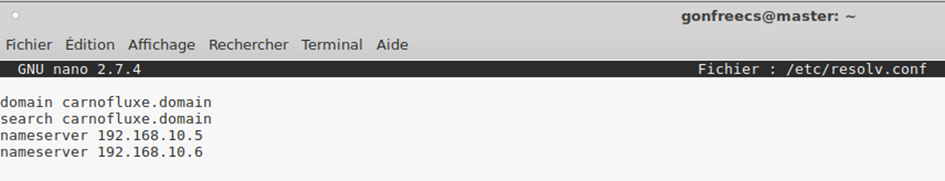 gonfreecs@master: ~
Fichier Édition Affichage Rechercher Terminal Aide
GNU nano 2.7.4 Fichier : /etc/resolv.conf
domain carnofluxe.domain
search carnofluxe.domain
nameserver 192.168.10.5
nameserver 192.168.10.6